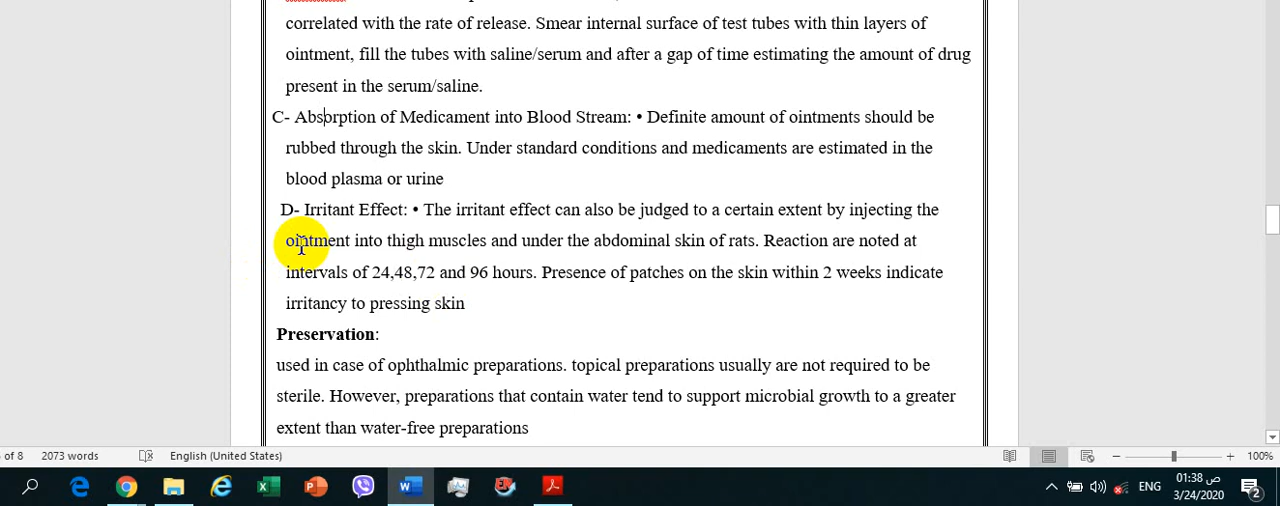 correlated with the rate of release. Smear internal surface of test tubes with thin layers of
ointment, fill the tubes with saline/serum and after a gap of time estimating the amount of drug
present in the serum/saline.
C- Absorption of Medicament into Blood Stream: • Definite amount of ointments should be
rubbed through the skin. Under standard conditions and medicaments are estimated in the
blood plasma or urine
D- Irritant Effect: • The irritant effect can also be judged to a certain extent by injecting the
ointment into thigh muscles and under the abdominal skin of rats. Reaction are noted at
intervals of 24,48,72 and 96 hours. Presence of patches on the skin within 2 weeks indicate
irritancy to pressing skin
Preservation:
used in case of ophthalmic preparations. topical preparations usually are not required to be
sterile. However, preparations that contain water tend to support microbial growth to a greater
extent than water-free preparations
of 8 2073 words English (United States) 100%
ENG 01:38 ص
3/24/2020 2